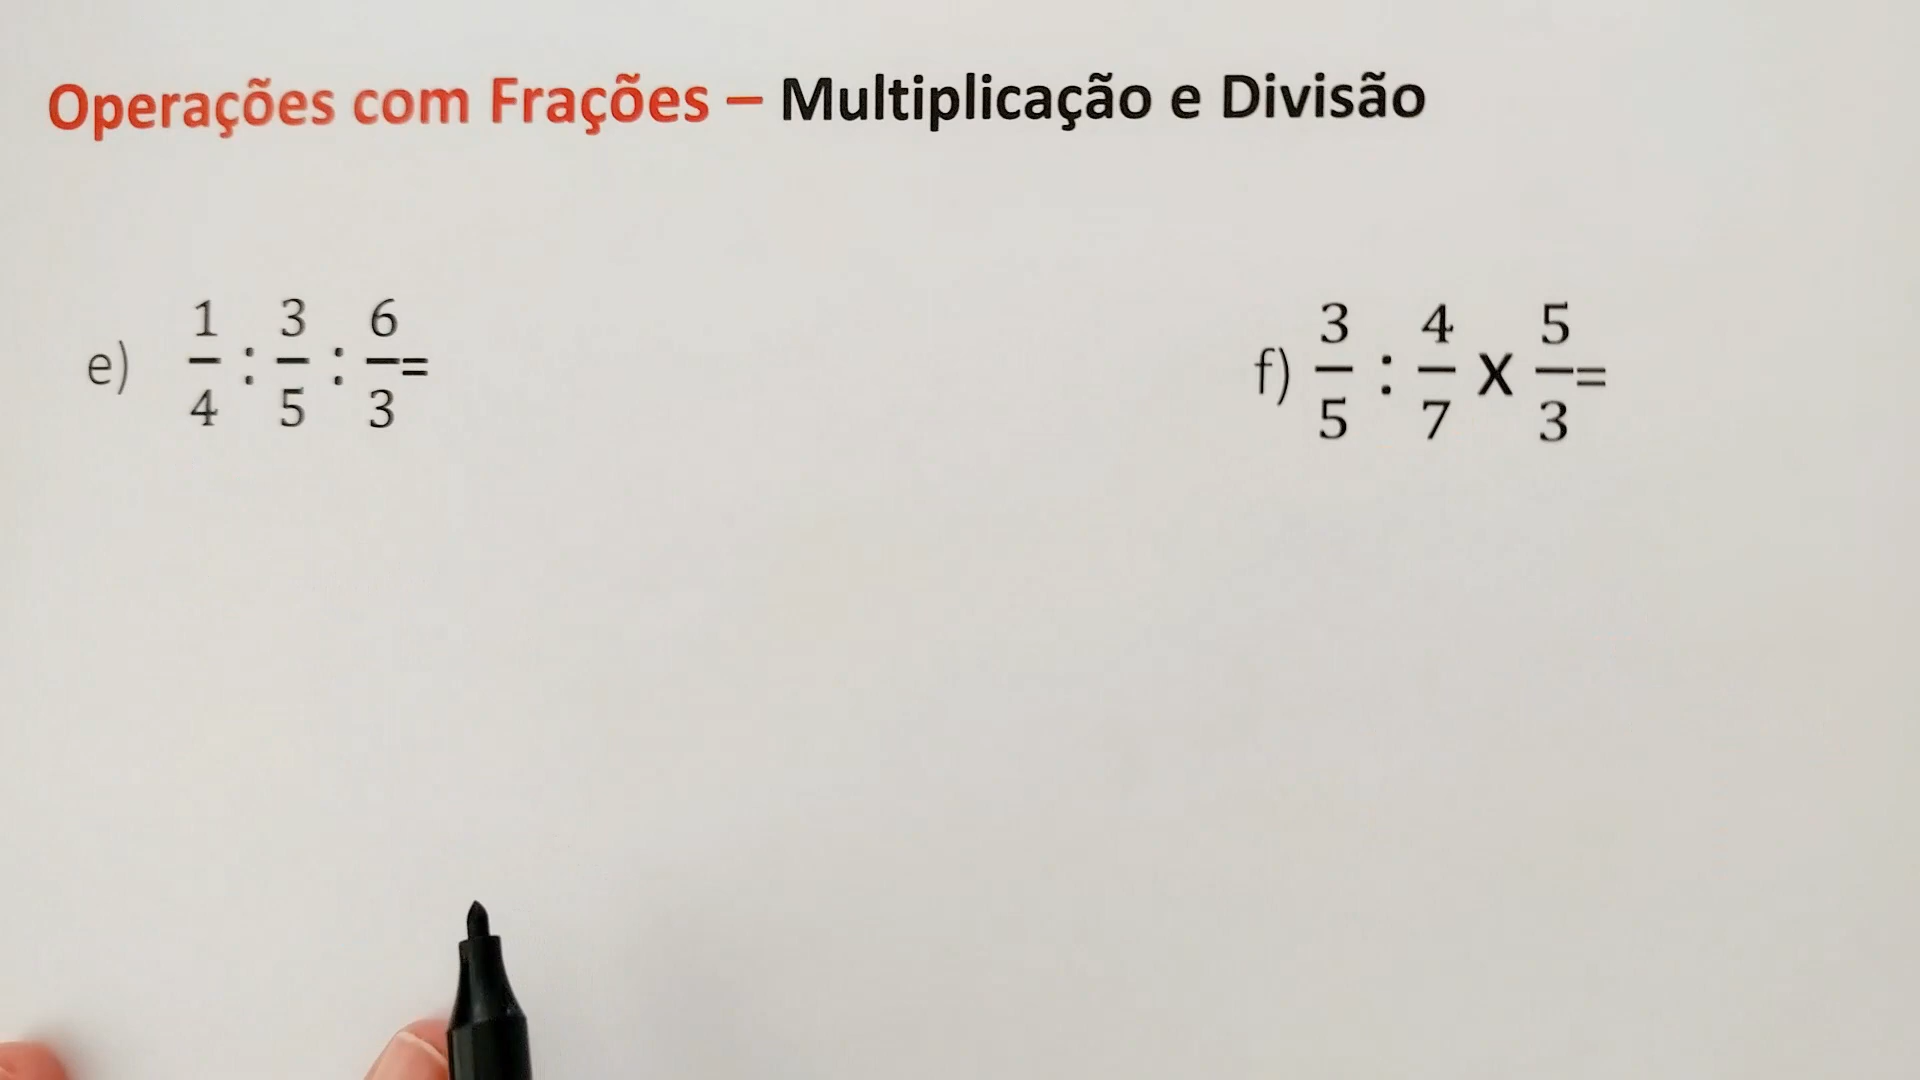 Operações com Frações – Multiplicação e Divisão
e) 1/4 : 3/5 : 6/3=
f) 3/5 : 4/7 x 5/3=